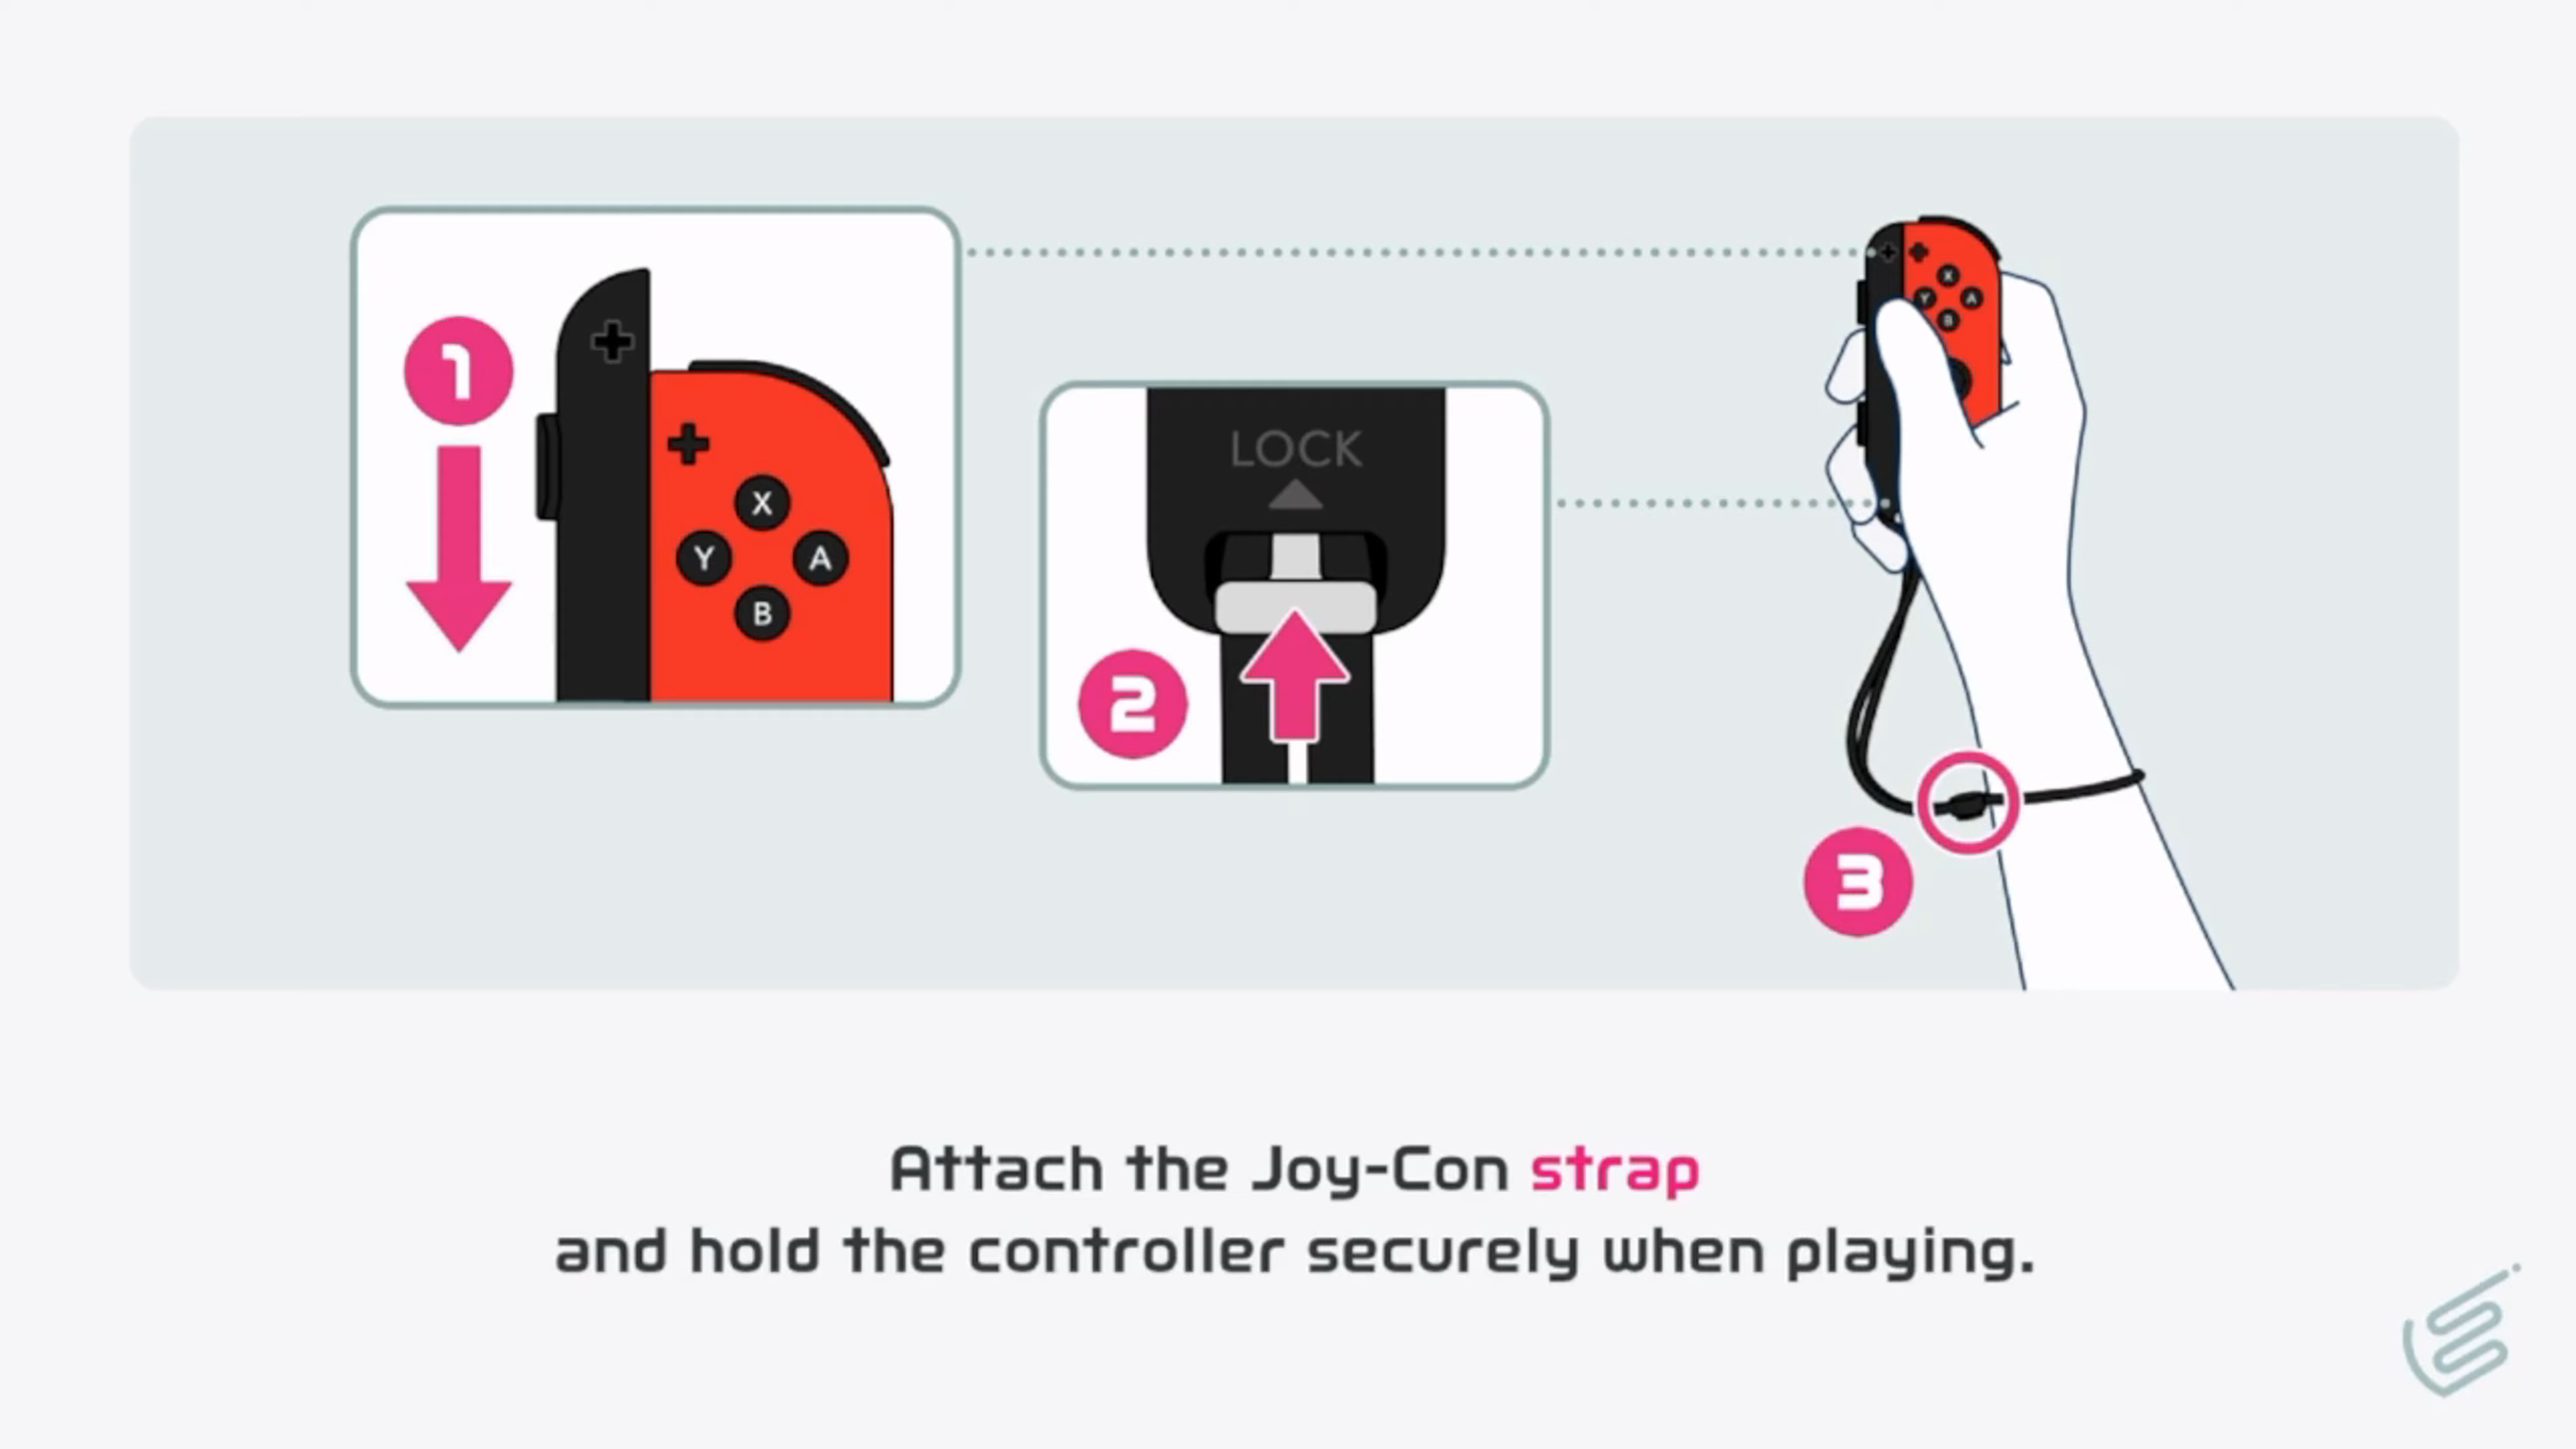 1
X
Y
A
B
LOCK
2
X
Y
A
B
3
Attach the Joy-Con strap
and hold the controller securely when playing.